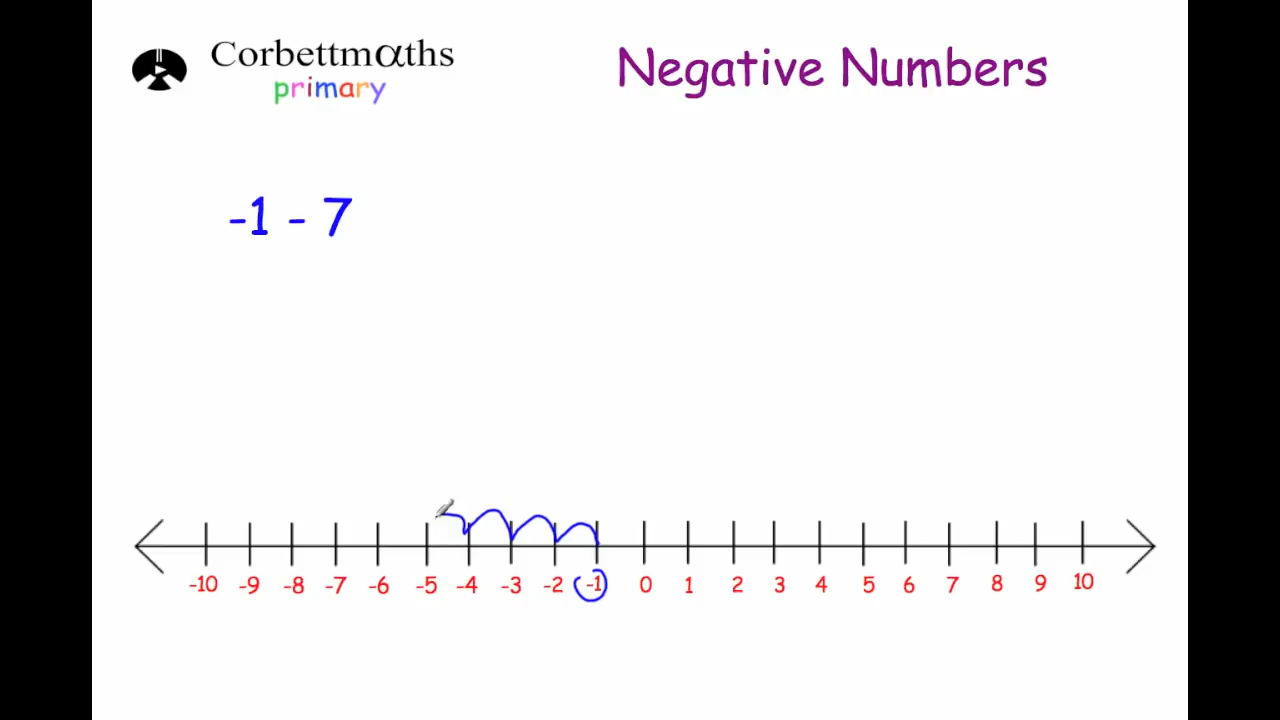 Corbettmαths
primary
Negative Numbers
-1 - 7
-10 -9 -8 -7 -6 -5 -4 -3 -2 -1 0 1 2 3 4 5 6 7 8 9 10